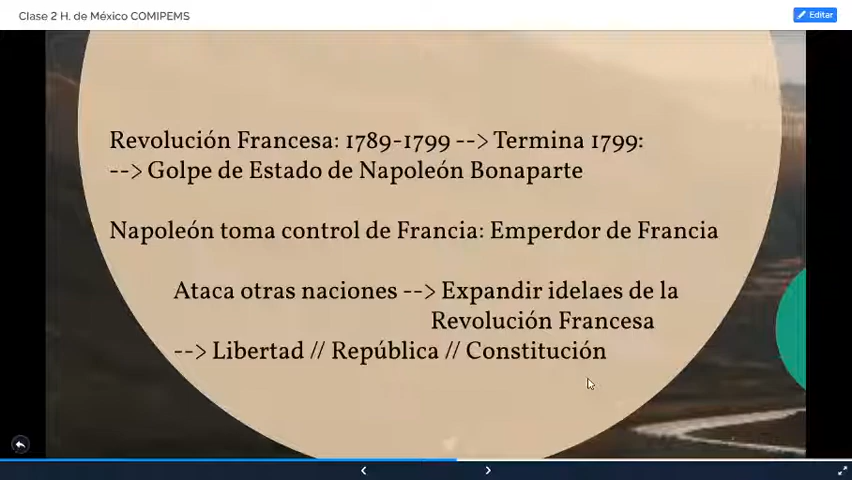 Clase 2 H. de México COMIPEMS
Editar
Revolución Francesa: 1789-1799 --> Termina 1799:
--> Golpe de Estado de Napoleón Bonaparte
Napoleón toma control de Francia: Emperdor de Francia
Ataca otras naciones --> Expandir idelaes de la
Revolución Francesa
--> Libertad // República // Constitución